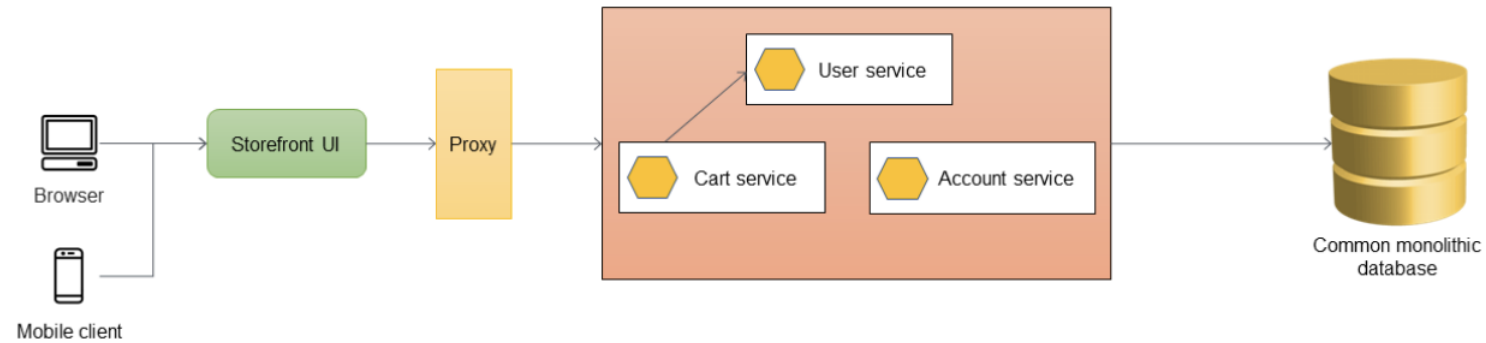 Browser
Mobile client
Storefront UI
Proxy
User service
Cart service
Account service
Common monolithic
database